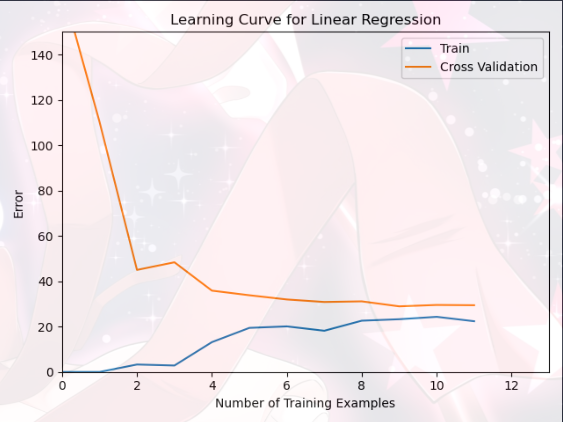 Learning Curve for Linear Regression
Train
Cross Validation
140
120
100
80
60
40
20
0
Error
0 2 4 6 8 10 12
Number of Training Examples